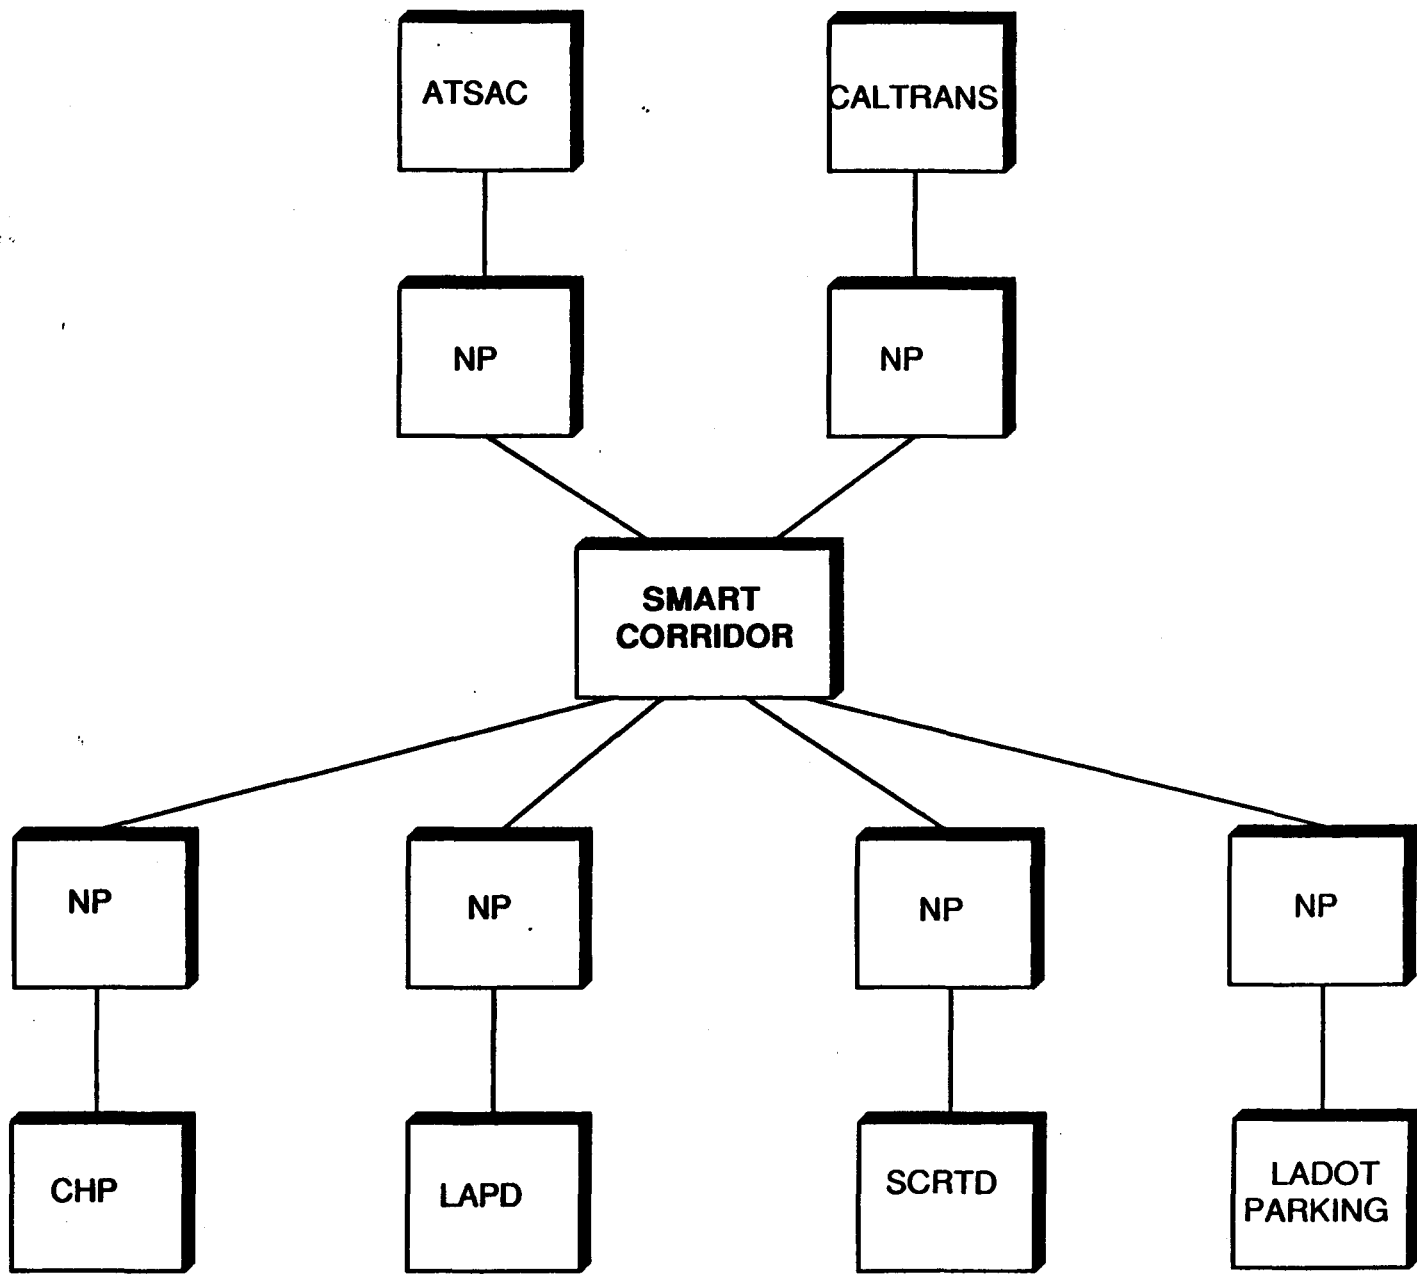 ATSAC
CALTRANS
NP
NP
SMART
CORRIDOR
NP
NP
NP
NP
CHP
LAPD
SCRTD
LADOT
PARKING